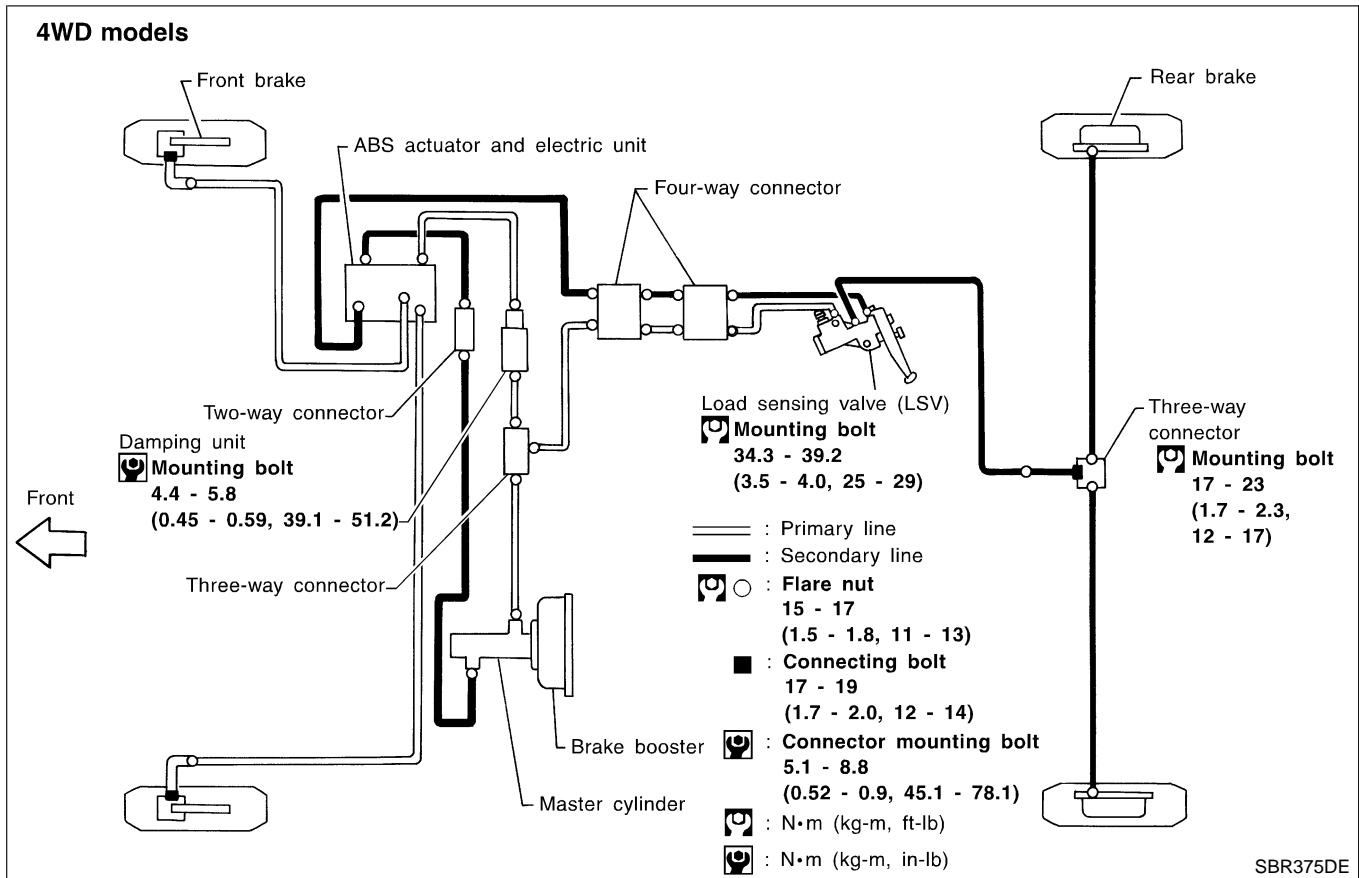 4WD models
Front brake
Rear brake
ABS actuator and electric unit
Four-way connector
Two-way connector
Damping unit
Mounting bolt
4.4 - 5.8
(0.45 - 0.59, 39.1 - 51.2)
Front
Three-way connector
Load sensing valve (LSV)
Mounting bolt
34.3 - 39.2
(3.5 - 4.0, 25 - 29)
Three-way
connector
Mounting bolt
17 - 23
(1.7 - 2.3,
12 - 17)
: Primary line
: Secondary line
: Flare nut
15 - 17
(1.5 - 1.8, 11 - 13)
: Connecting bolt
17 - 19
(1.7 - 2.0, 12 - 14)
: Connector mounting bolt
5.1 - 8.8
(0.52 - 0.9, 45.1 - 78.1)
: N•m (kg-m, ft-lb)
: N•m (kg-m, in-lb)
Brake booster
Master cylinder
SBR375DE